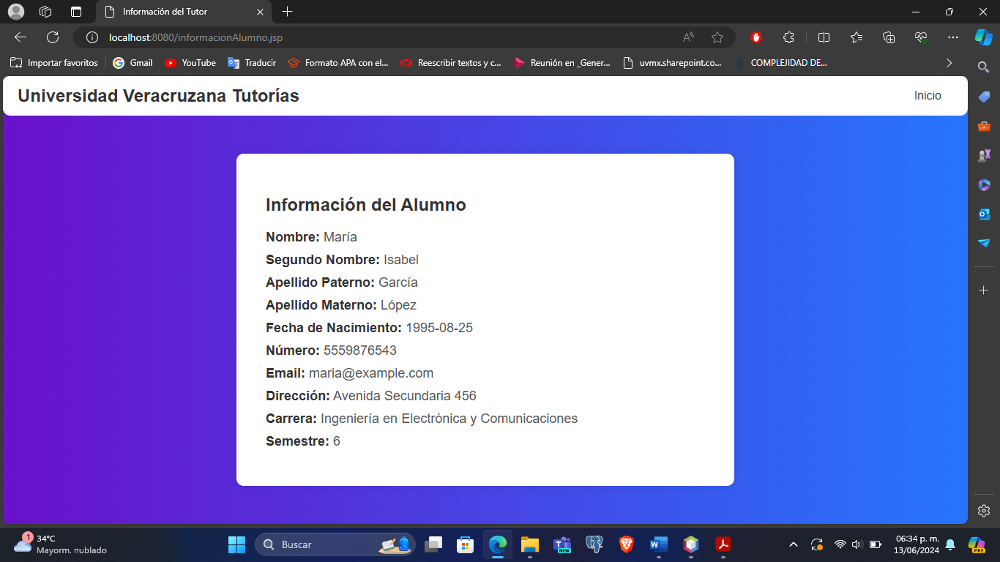 Información del Tutor
localhost:8080/informacionAlumno.jsp
Importar favoritos Gmail YouTube Traducir Formato APA con el... Reescribir textos y c... Reunión en _Gener... uvmx.sharepoint.co... COMPLEJIDAD DE...
Universidad Veracruzana Tutorías Inicio
Información del Alumno
Nombre: María
Segundo Nombre: Isabel
Apellido Paterno: García
Apellido Materno: López
Fecha de Nacimiento: 1995-08-25
Número: 5559876543
Email: maria@example.com
Dirección: Avenida Secundaria 456
Carrera: Ingeniería en Electrónica y Comunicaciones
Semestre: 6
1
34°C
Mayorm. nublado
Buscar
NEW
06:34 p. m.
13/06/2024
PRE